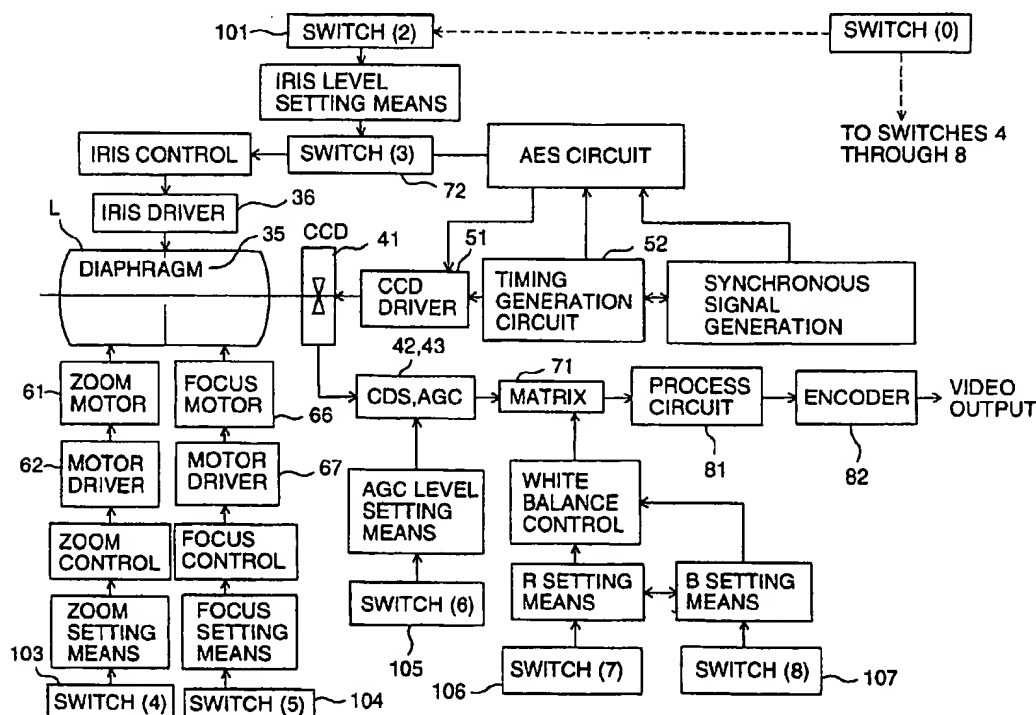 101
SWITCH (2)
SWITCH (0)
IRIS LEVEL
SETTING MEANS
TO SWITCHES 4
THROUGH 8
IRIS CONTROL
SWITCH (3)
AES CIRCUIT
72
L
IRIS DRIVER
36
35
CCD
41
51
52
DIAPHRAGM
CCD
DRIVER
TIMING
GENERATION
CIRCUIT
SYNCHRONOUS
SIGNAL
GENERATION
42,43
71
61
ZOOM
MOTOR
FOCUS
MOTOR
66
CDS,AGC
MATRIX
PROCESS
CIRCUIT
ENCODER
VIDEO
OUTPUT
81
82
62
MOTOR
DRIVER
MOTOR
DRIVER
67
AGC LEVEL
SETTING
MEANS
WHITE
BALANCE
CONTROL
ZOOM
CONTROL
FOCUS
CONTROL
R SETTING
MEANS
B SETTING
MEANS
ZOOM
SETTING
MEANS
FOCUS
SETTING
MEANS
SWITCH (6)
105
103
SWITCH (4)
SWITCH (5)
104
106
SWITCH (7)
SWITCH (8)
107